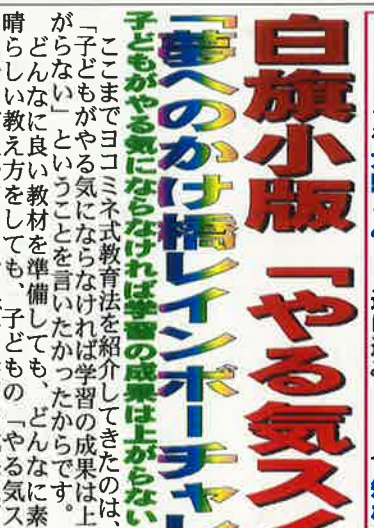 白旗小版「やる気ス
「夢へのかけ橋レインボーチャレ
子どもがやる気にならなければ学習の成果は上がらない
ここまでヨコミネ式教育法を紹介してきたのは、
「子どもがやる気にならなければ学習の成果は上
がらない」ということを言いたかったからです。
どんなに良い教材を準備しても、どんなに素
晴らしい教え方をしても、子どもの「やる気ス